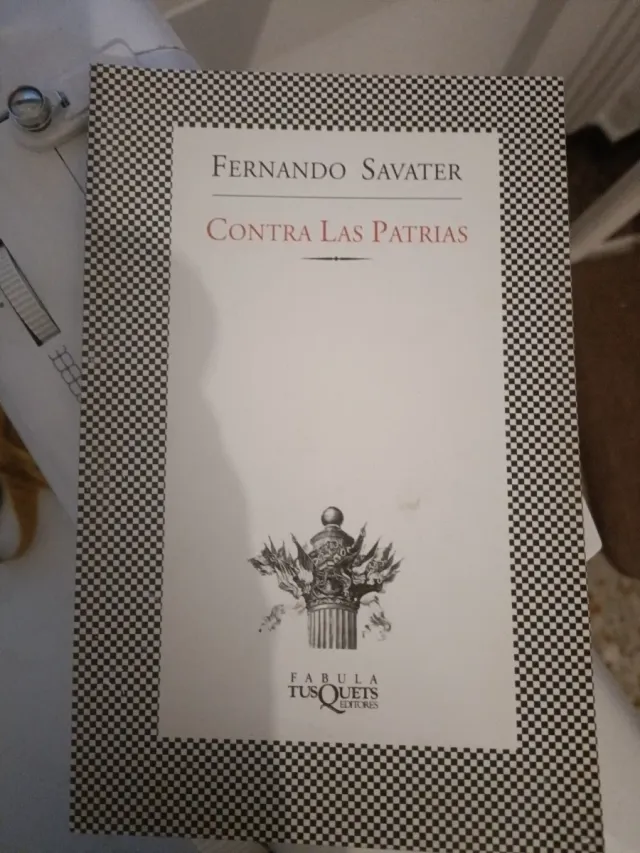 FERNANDO SAVATER
CONTRA LAS PATRIAS
FABULA
TUSQUETS
EDITORES